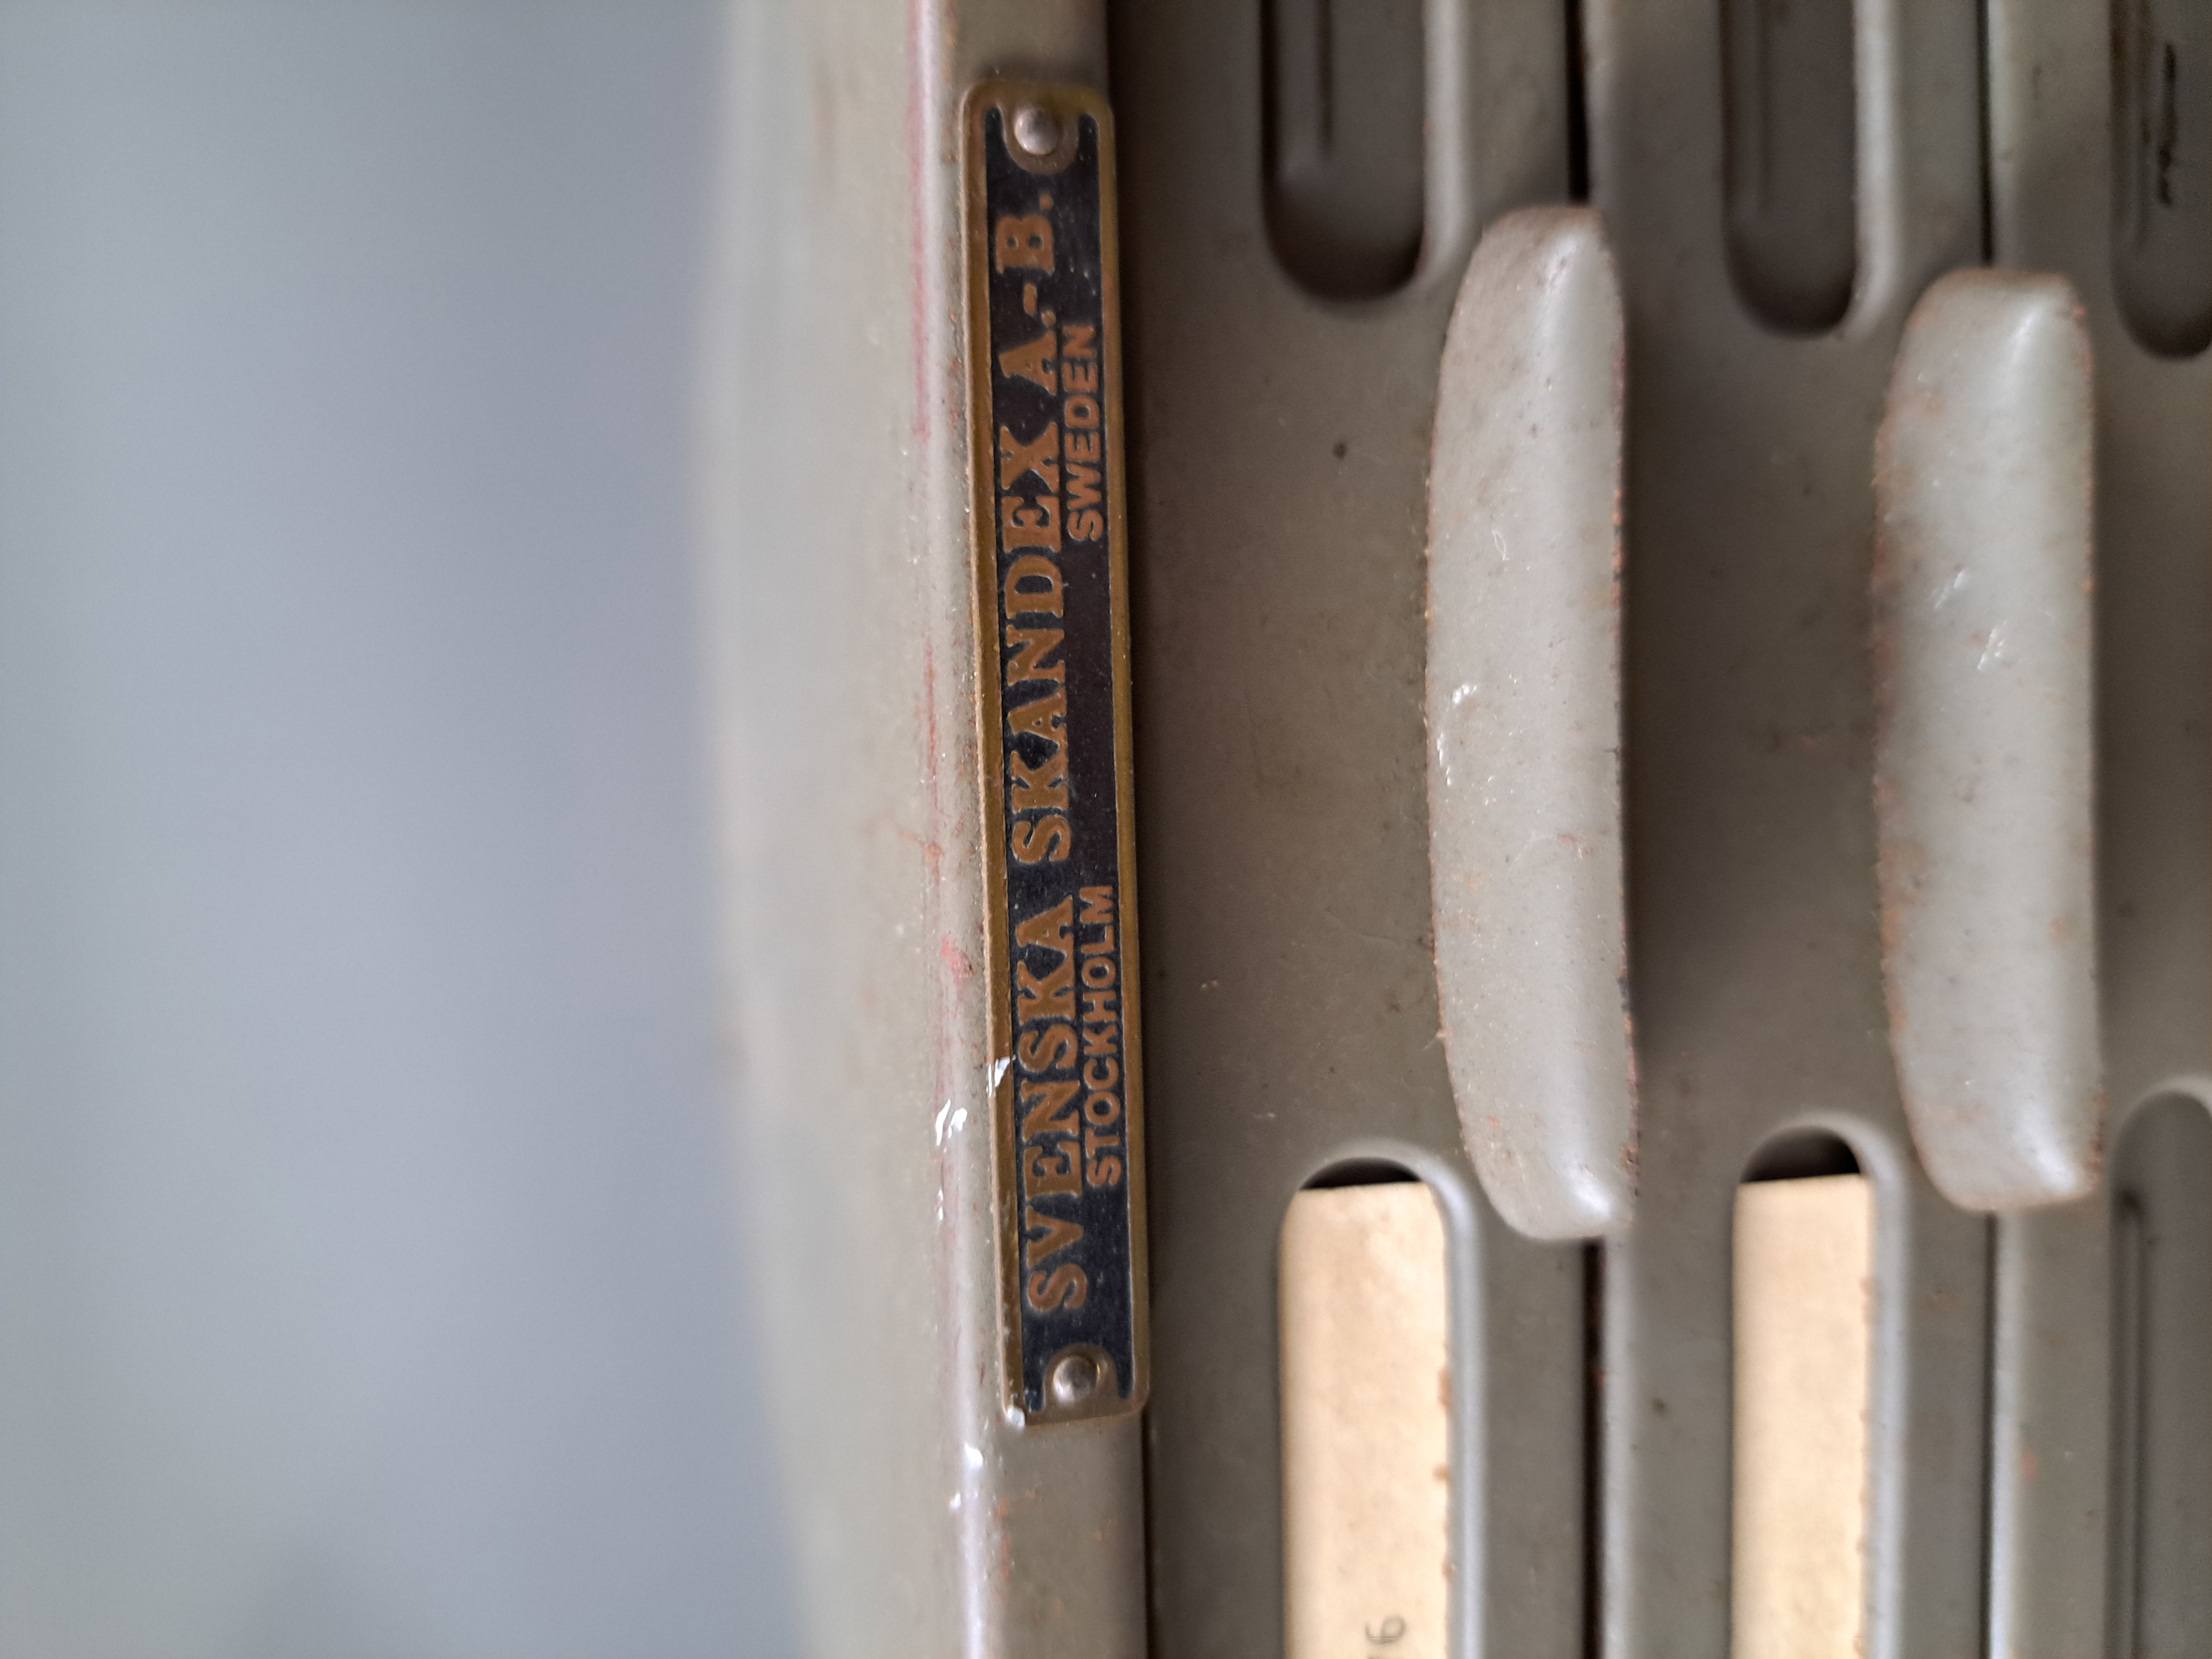 SVENSKA SKANDEX A.-B.
STOCKHOLM SWEDEN